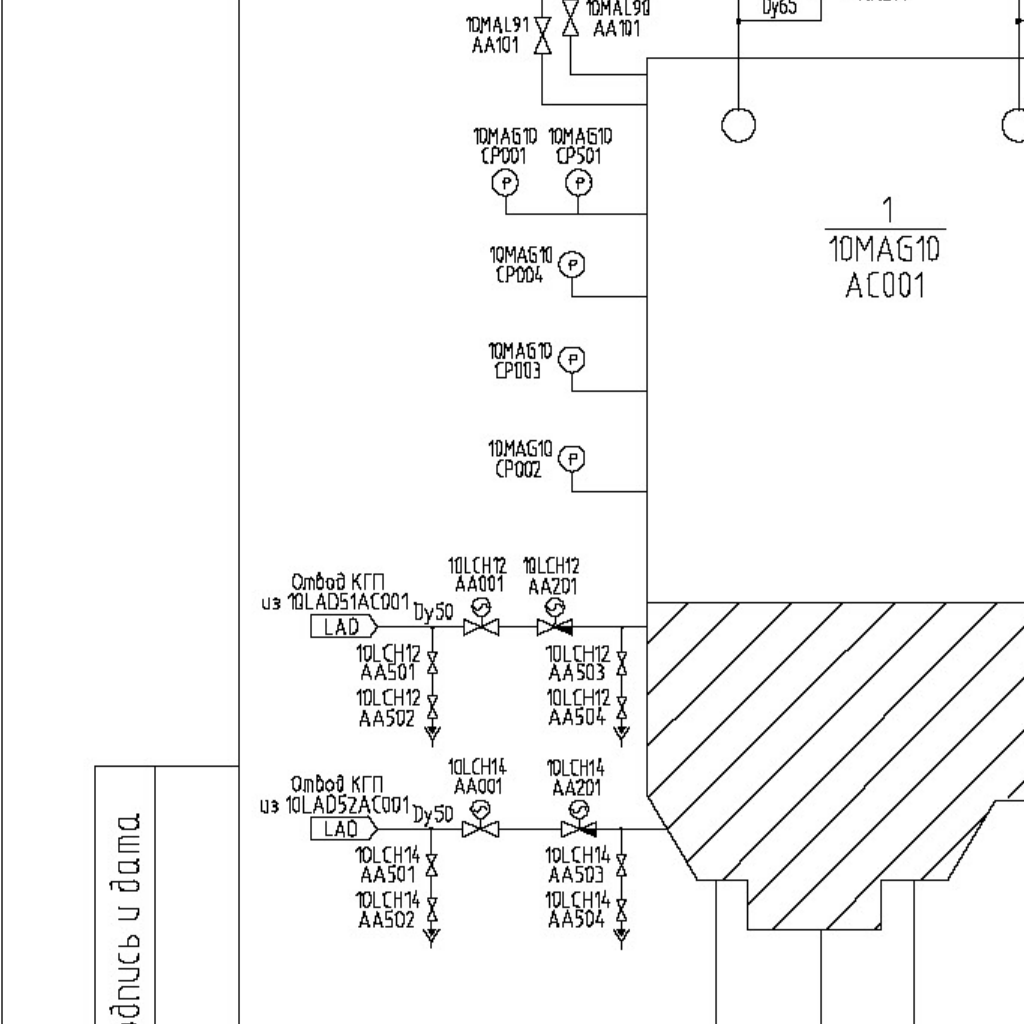 Dy65
10MAL91
AA101
10MAL90
AA101
10MAG10
CP001
10MAG10
CP501
P
P
1
10MAG10
AC001
10MAG10
CP004
P
10MAG10
CP003
P
10MAG10
CP002
P
Отвод КГП
из 10LAD51AC001
LAD
Dy50
10LCH12
AA001
10LCH12
AA201
10LCH12
AA501
10LCH12
AA502
10LCH12
AA503
10LCH12
AA504
Отвод КГП
из 10LAD52AC001
LAD
Dy50
10LCH14
AA001
10LCH14
AA201
10LCH14
AA501
10LCH14
AA502
10LCH14
AA503
10LCH14
AA504
одпись и дата